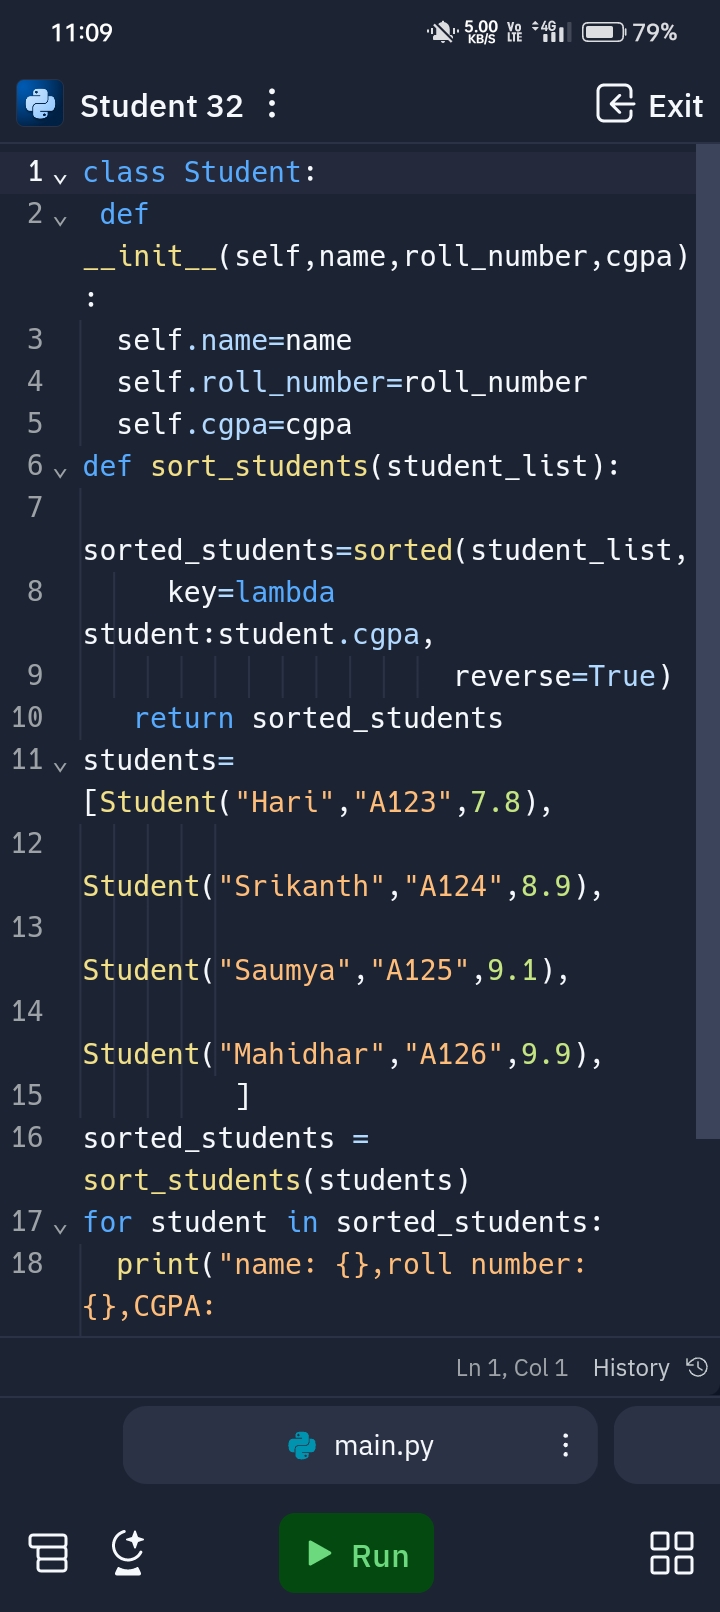 11:09
5.00 KB/S Vo LTE 4G 79%
Student 32
Exit
1 class Student:
2 def
__init__(self,name,roll_number,cgpa)
:
3 self.name=name
4 self.roll_number=roll_number
5 self.cgpa=cgpa
6 def sort_students(student_list):
7
sorted_students=sorted(student_list,
8 key=lambda
student:student.cgpa,
9 reverse=True)
10 return sorted_students
11 students=
[Student("Hari","A123",7.8),
12
Student("Srikanth","A124",8.9),
13
Student("Saumya","A125",9.1),
14
Student("Mahidhar","A126",9.9),
15 ]
16 sorted_students =
sort_students(students)
17 for student in sorted_students:
18 print("name: {},roll number:
{},CGPA:
Ln 1, Col 1 History
main.py
Run